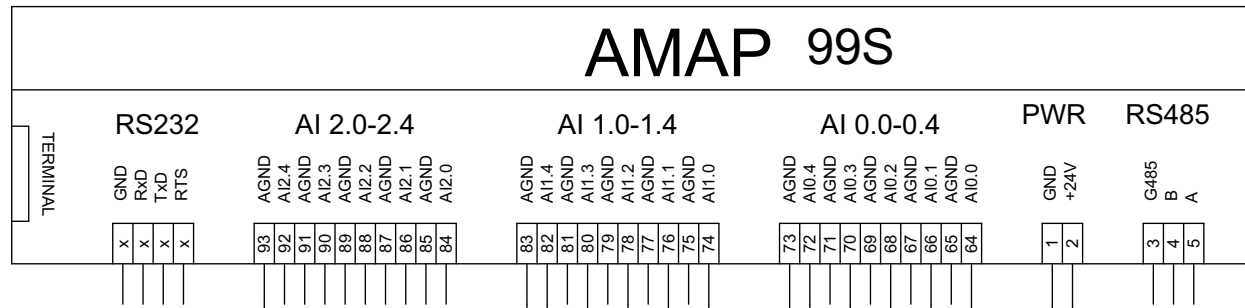 AMAP 99S
RS232 AI 2.0-2.4 AI 1.0-1.4 AI 0.0-0.4 PWR RS485
TERMINAL
GND RxD TxD RTS
AGND AI2.4 AGND AI2.3 AGND AI2.2 AGND AI2.1 AGND AI2.0
AGND AI1.4 AGND AI1.3 AGND AI1.2 AGND AI1.1 AGND AI1.0
AGND AI0.4 AGND AI0.3 AGND AI0.2 AGND AI0.1 AGND AI0.0
GND +24V
G485 B A
x x x x
93 92 91 90 89 88 87 86 85 84
83 82 81 80 79 78 77 76 75 74
73 72 71 70 69 68 67 66 65 64
1 2
3 4 5